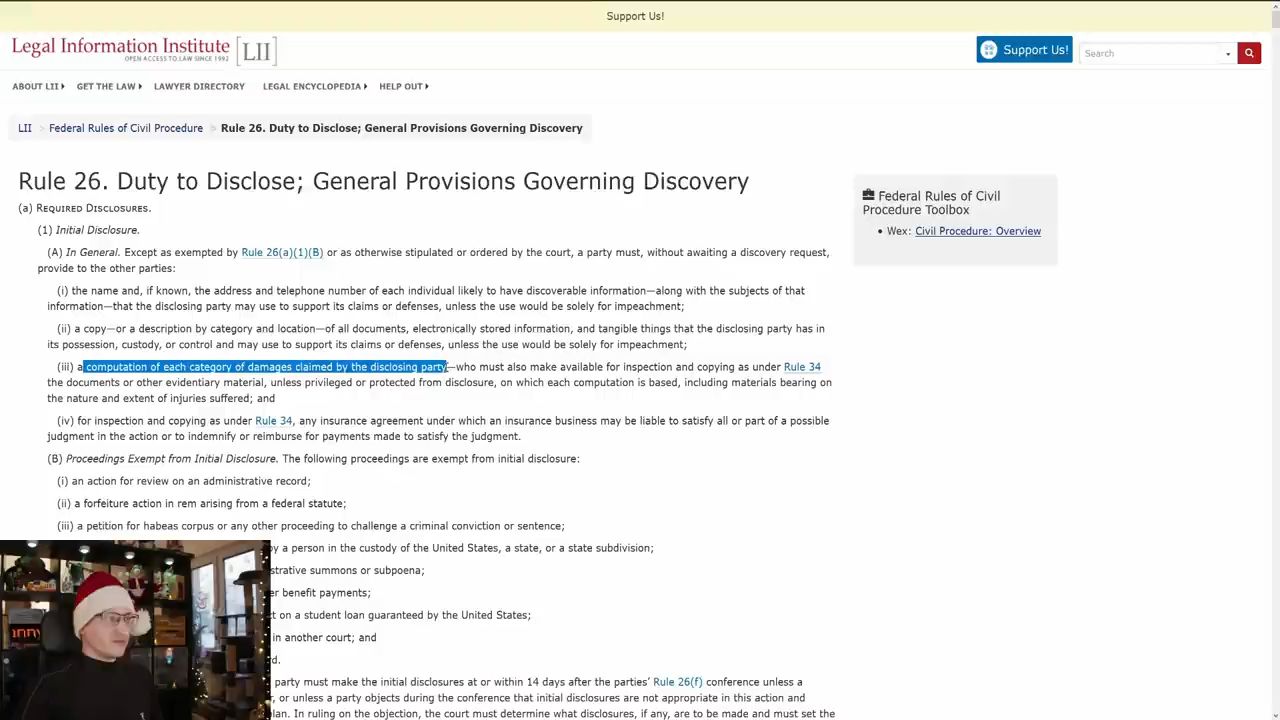 Support Us!
Legal Information Institute [LII]
OPEN ACCESS TO LAW SINCE 1992
Support Us!
Search
ABOUT LII
GET THE LAW
LAWYER DIRECTORY
LEGAL ENCYCLOPEDIA
HELP OUT
LII > Federal Rules of Civil Procedure > Rule 26. Duty to Disclose; General Provisions Governing Discovery
Rule 26. Duty to Disclose; General Provisions Governing Discovery
(a) REQUIRED DISCLOSURES.
(1) Initial Disclosure.
(A) In General. Except as exempted by Rule 26(a)(1)(B) or as otherwise stipulated or ordered by the court, a party must, without awaiting a discovery request,
provide to the other parties:
(i) the name and, if known, the address and telephone number of each individual likely to have discoverable information—along with the subjects of that
information—that the disclosing party may use to support its claims or defenses, unless the use would be solely for impeachment;
(ii) a copy—or a description by category and location—of all documents, electronically stored information, and tangible things that the disclosing party has in
its possession, custody, or control and may use to support its claims or defenses, unless the use would be solely for impeachment;
(iii) a computation of each category of damages claimed by the disclosing party—who must also make available for inspection and copying as under Rule 34
the documents or other evidentiary material, unless privileged or protected from disclosure, on which each computation is based, including materials bearing on
the nature and extent of injuries suffered; and
(iv) for inspection and copying as under Rule 34, any insurance agreement under which an insurance business may be liable to satisfy all or part of a possible
judgment in the action or to indemnify or reimburse for payments made to satisfy the judgment.
(B) Proceedings Exempt from Initial Disclosure. The following proceedings are exempt from initial disclosure:
(i) an action for review on an administrative record;
(ii) a forfeiture action in rem arising from a federal statute;
(iii) a petition for habeas corpus or any other proceeding to challenge a criminal conviction or sentence;
by a person in the custody of the United States, a state, or a state subdivision;
strative summons or subpoena;
er benefit payments;
ct on a student loan guaranteed by the United States;
in another court; and
rd.
party must make the initial disclosures at or within 14 days after the parties’ Rule 26(f) conference unless a
, or unless a party objects during the conference that initial disclosures are not appropriate in this action and
plan. In ruling on the objection, the court must determine what disclosures, if any, are to be made and must set the
Federal Rules of Civil
Procedure Toolbox
• Wex: Civil Procedure: Overview